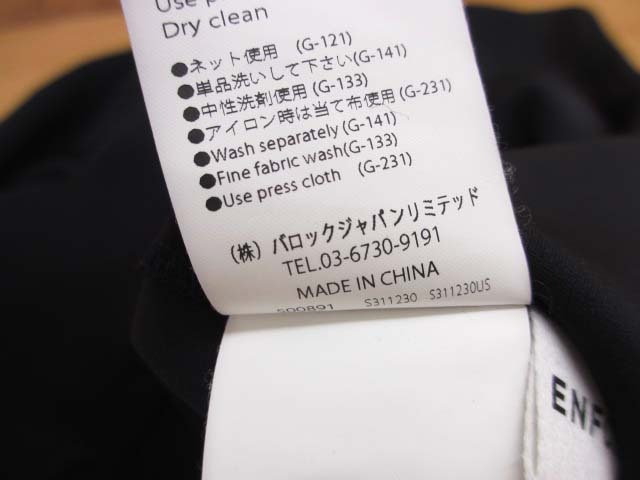 Dry clean
●ネット使用 (G-121)
●単品洗いして下さい(G-141)
●中性洗剤使用 (G-133)
●アイロン時は当て布使用(G-231)
●Wash separately (G-141)
●Fine fabric wash(G-133)
●Use press cloth (G-231)
(株) バロックジャパンリミテッド
TEL.03-6730-9191
MADE IN CHINA
S311230 S311230US